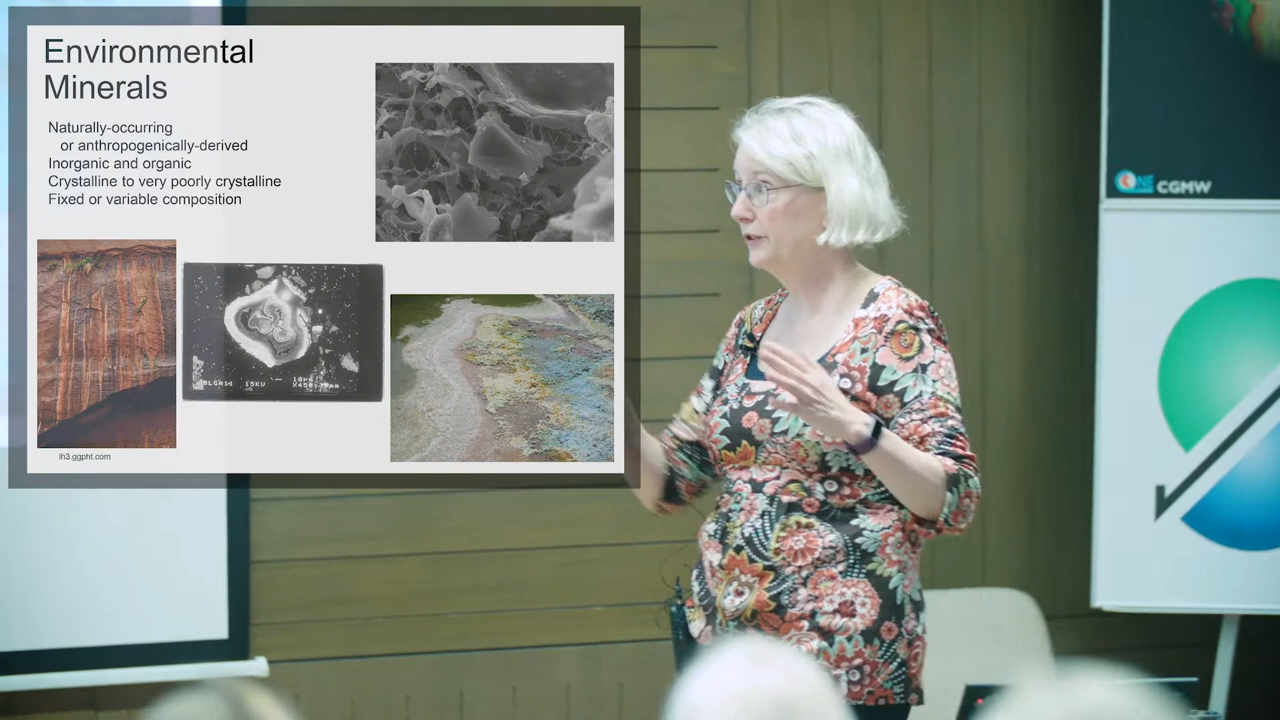 Environmental
Minerals
Naturally-occurring
or anthropogenically-derived
Inorganic and organic
Crystalline to very poorly crystalline
Fixed or variable composition
15KV
lh3.ggpht.com
CGMW